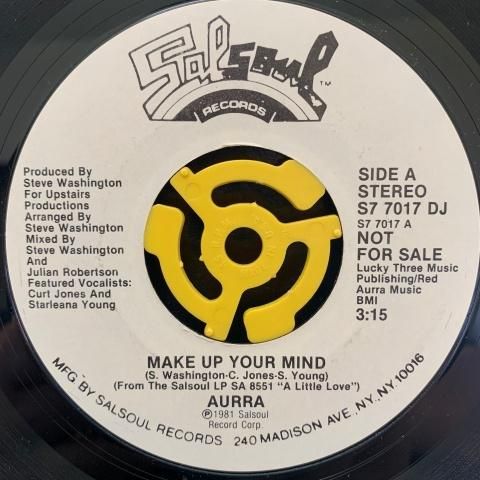 Salsoul™
RECORDS
Produced By
Steve Washington
For Upstairs
Productions
Arranged By
Steve Washington
Mixed By
Steve Washington
And
Julian Robertson
Featured Vocalists:
Curt Jones And
Starleana Young
SIDE A
STEREO
S7 7017 DJ
S7 7017 A
NOT
FOR SALE
Lucky Three Music
Publishing/Red
Aurra Music
BMI
3:15
MAKE UP YOUR MIND
(S. Washington-C. Jones-S. Young)
(From The Salsoul LP SA 8551 "A Little Love")
AURRA
℗1981 Salsoul
Record Corp.
MFG BY SALSOUL RECORDS 240 MADISON AVE., NY., NY. 10016